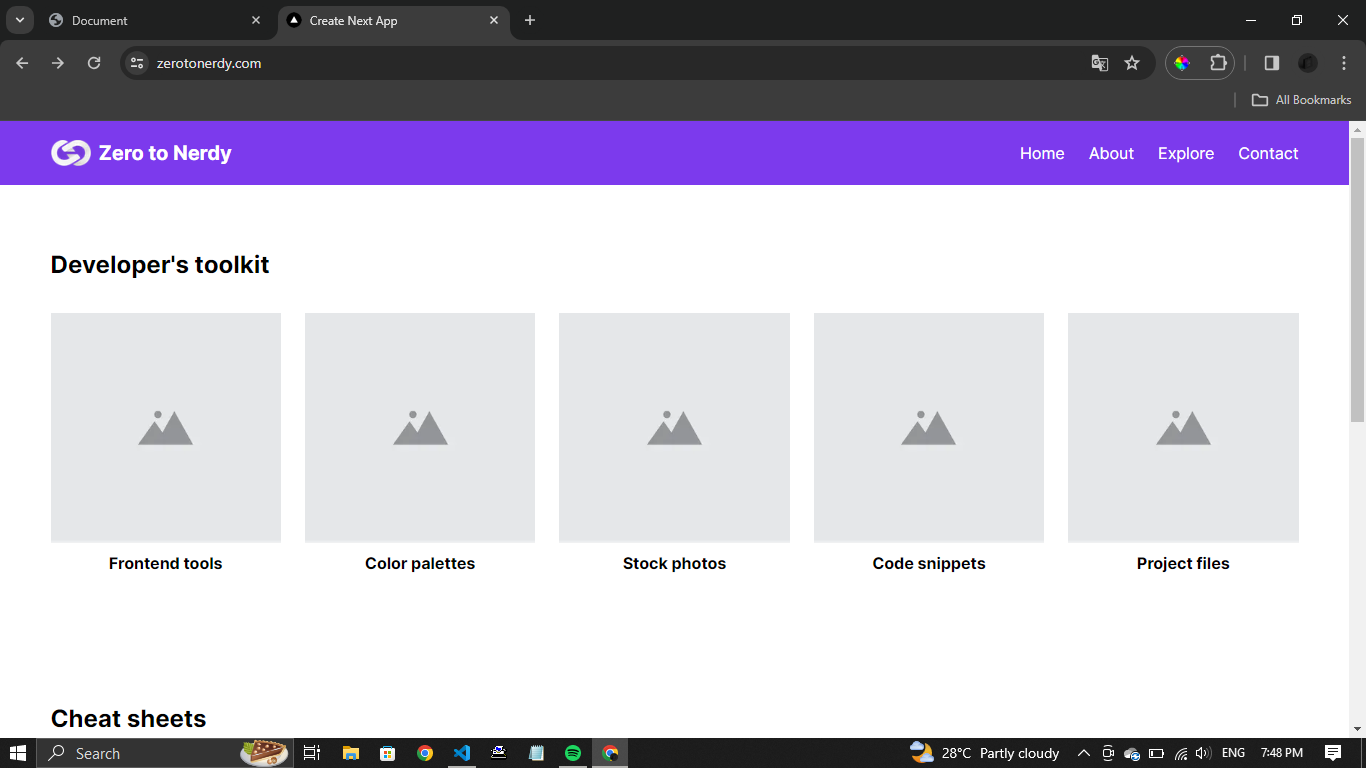 Document
Create Next App
zerotonerdy.com
All Bookmarks
Zero to Nerdy
Home About Explore Contact
Developer's toolkit
Frontend tools Color palettes Stock photos Code snippets Project files
Cheat sheets
Search 28°C Partly cloudy ENG 7:48 PM